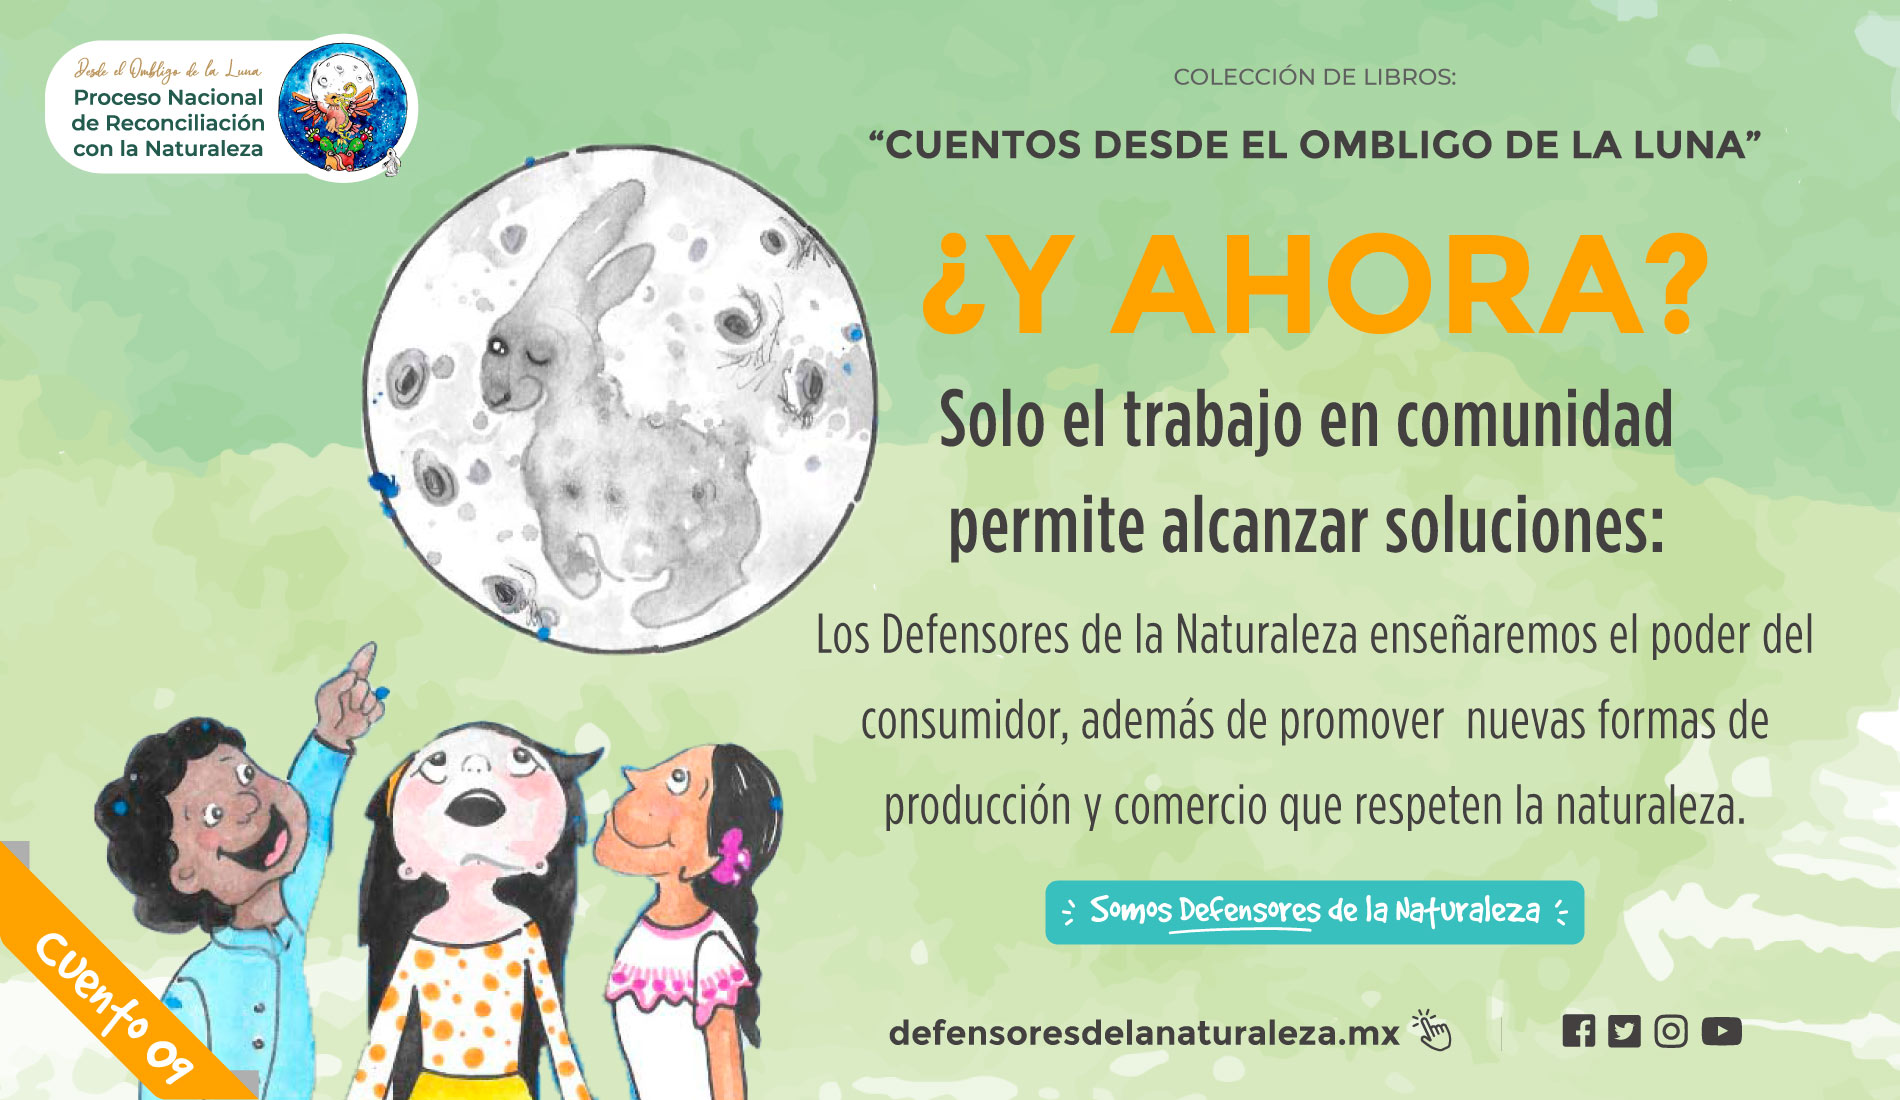 Desde el Ombligo de la Luna
Proceso Nacional
de Reconciliación
con la Naturaleza
COLECCIÓN DE LIBROS:
“CUENTOS DESDE EL OMBLIGO DE LA LUNA”
¿Y AHORA?
Solo el trabajo en comunidad
permite alcanzar soluciones:
Los Defensores de la Naturaleza enseñaremos el poder del
consumidor, además de promover nuevas formas de
producción y comercio que respeten la naturaleza.
Somos Defensores de la Naturaleza
Cuento 09
defensoresdelanaturaleza.mx